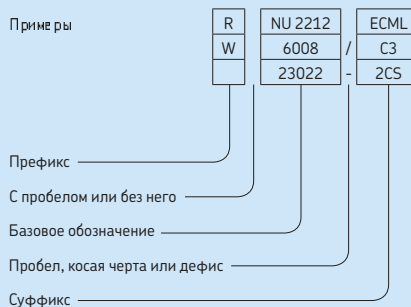 Примеры R NU 2212 ECML
W 6008 / C3
23022 - 2CS
Префикс
С пробелом или без него
Базовое обозначение
Пробел, косая черта или дефис
Суффикс